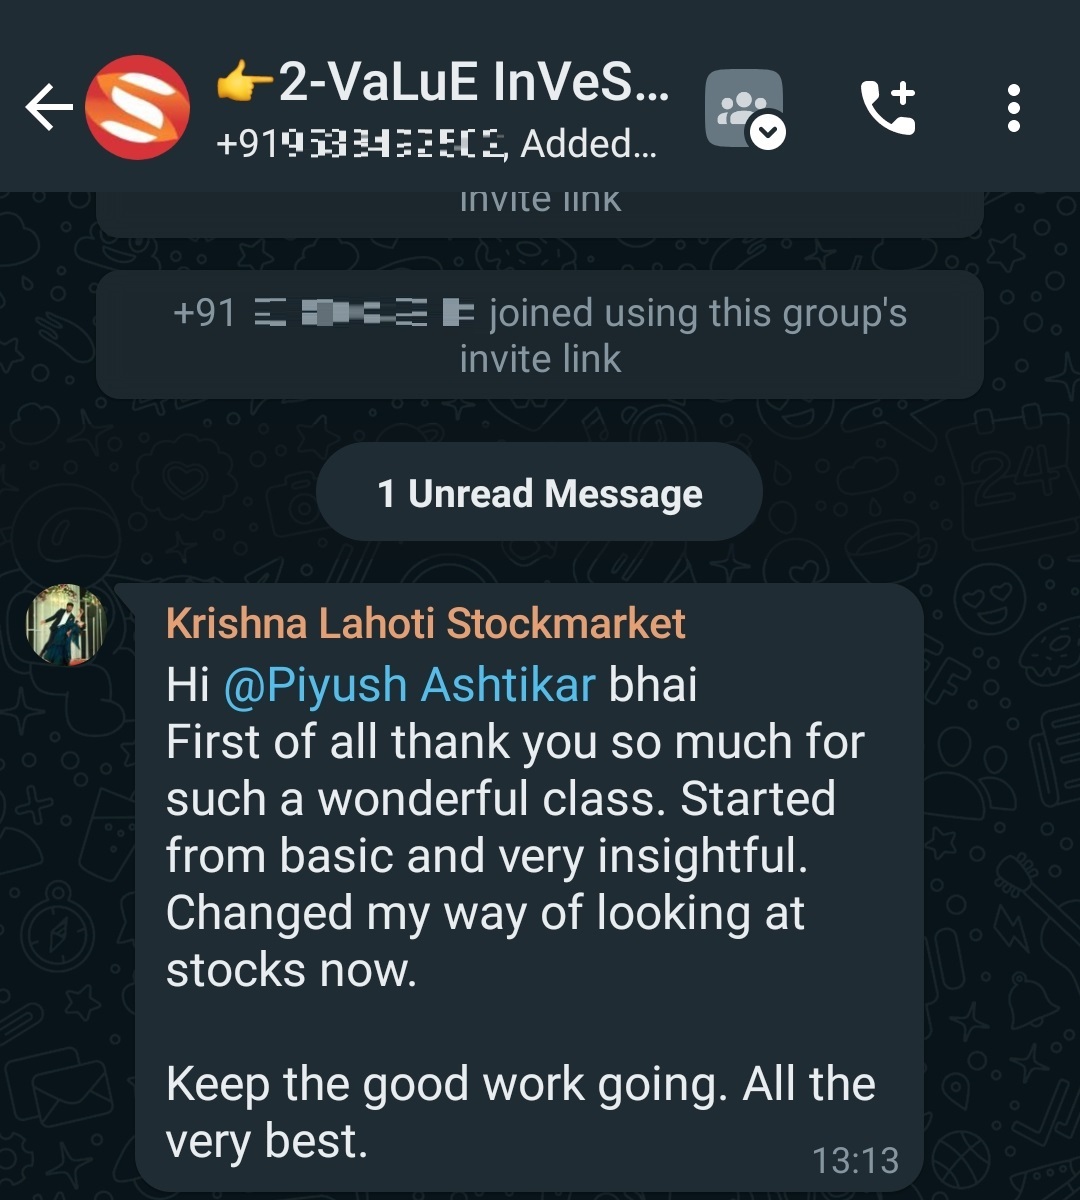 👉2-VaLuE InVeS...
+91, Added...
invite link
+91 joined using this group's
invite link
1 Unread Message
Krishna Lahoti Stockmarket
Hi @Piyush Ashtikar bhai
First of all thank you so much for
such a wonderful class. Started
from basic and very insightful.
Changed my way of looking at
stocks now.
Keep the good work going. All the
very best.
13:13